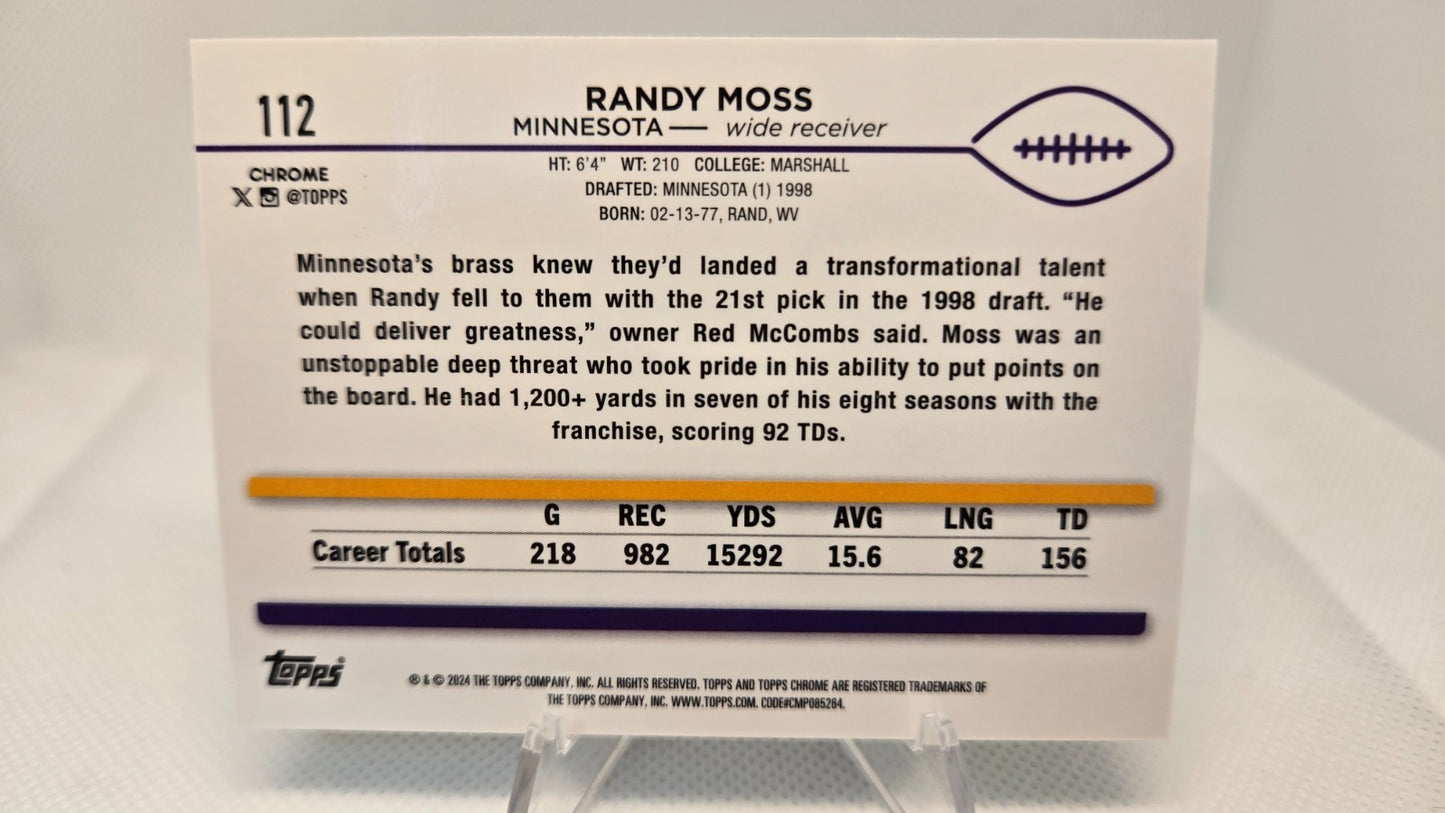 112
RANDY MOSS
MINNESOTA — wide receiver
CHROME
X @TOPPS
HT: 6'4" WT: 210 COLLEGE: MARSHALL
DRAFTED: MINNESOTA (1) 1998
BORN: 02-13-77, RAND, WV
Minnesota's brass knew they'd landed a transformational talent
when Randy fell to them with the 21st pick in the 1998 draft. “He
could deliver greatness,” owner Red McCombs said. Moss was an
unstoppable deep threat who took pride in his ability to put points on
the board. He had 1,200+ yards in seven of his eight seasons with the
franchise, scoring 92 TDs.
G REC YDS AVG LNG TD
Career Totals 218 982 15292 15.6 82 156
Topps®
® & © 2024 THE TOPPS COMPANY, INC. ALL RIGHTS RESERVED. TOPPS AND TOPPS CHROME ARE REGISTERED TRADEMARKS OF
THE TOPPS COMPANY, INC. WWW.TOPPS.COM. CODE#CMP085264.